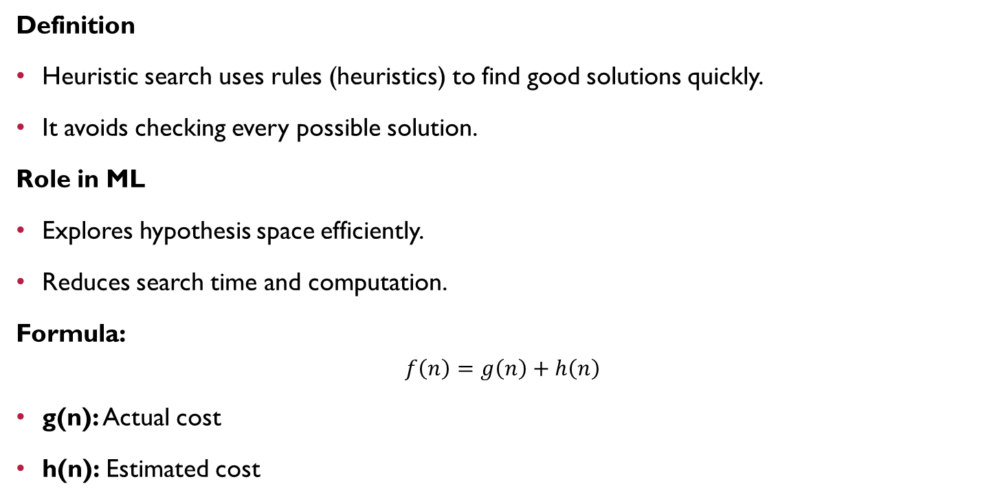 Definition
• Heuristic search uses rules (heuristics) to find good solutions quickly.
• It avoids checking every possible solution.
Role in ML
• Explores hypothesis space efficiently.
• Reduces search time and computation.
Formula:
f(n) = g(n) + h(n)
• g(n): Actual cost
• h(n): Estimated cost